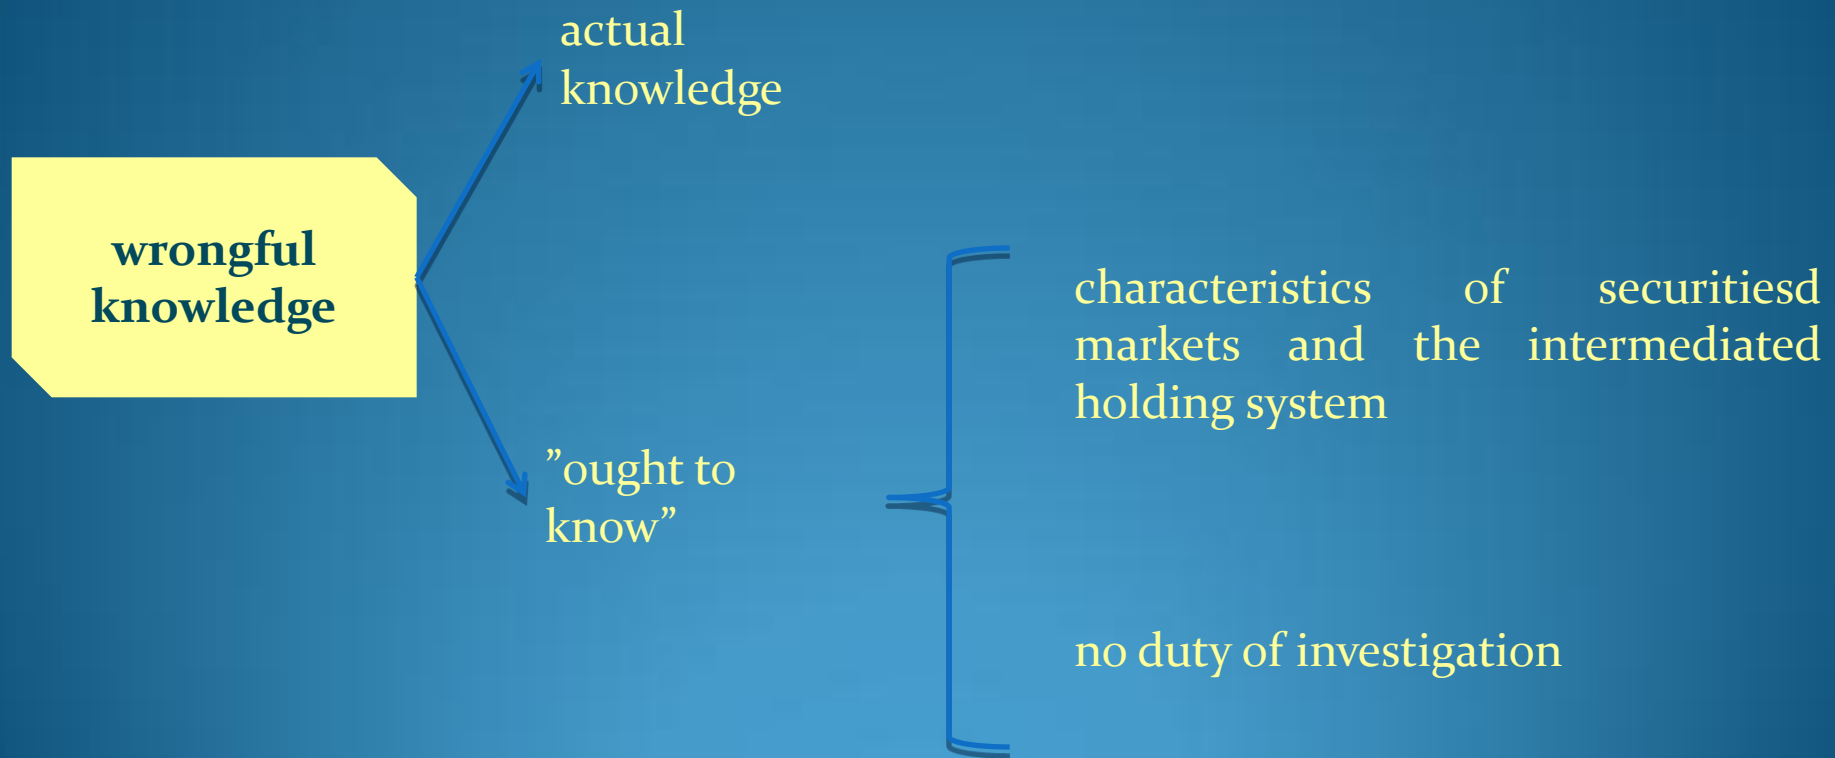 actual
knowledge
wrongful
knowledge
characteristics of securitiesd
markets and the intermediated
holding system
”ought to
know”
no duty of investigation